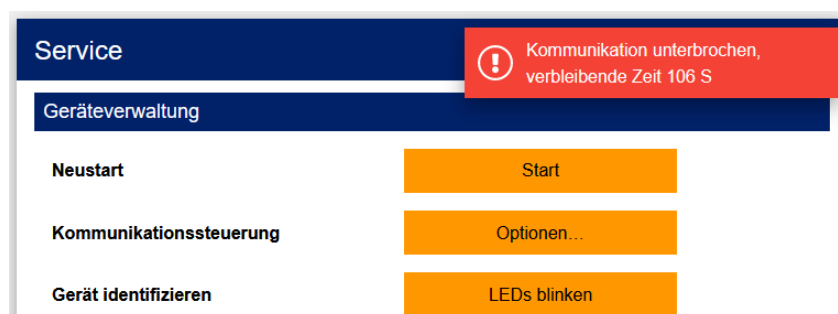 Service
Kommunikation unterbrochen,
verbleibende Zeit 106 S
Geräteverwaltung
Neustart
Start
Kommunikationssteuerung
Optionen...
Gerät identifizieren
LEDs blinken